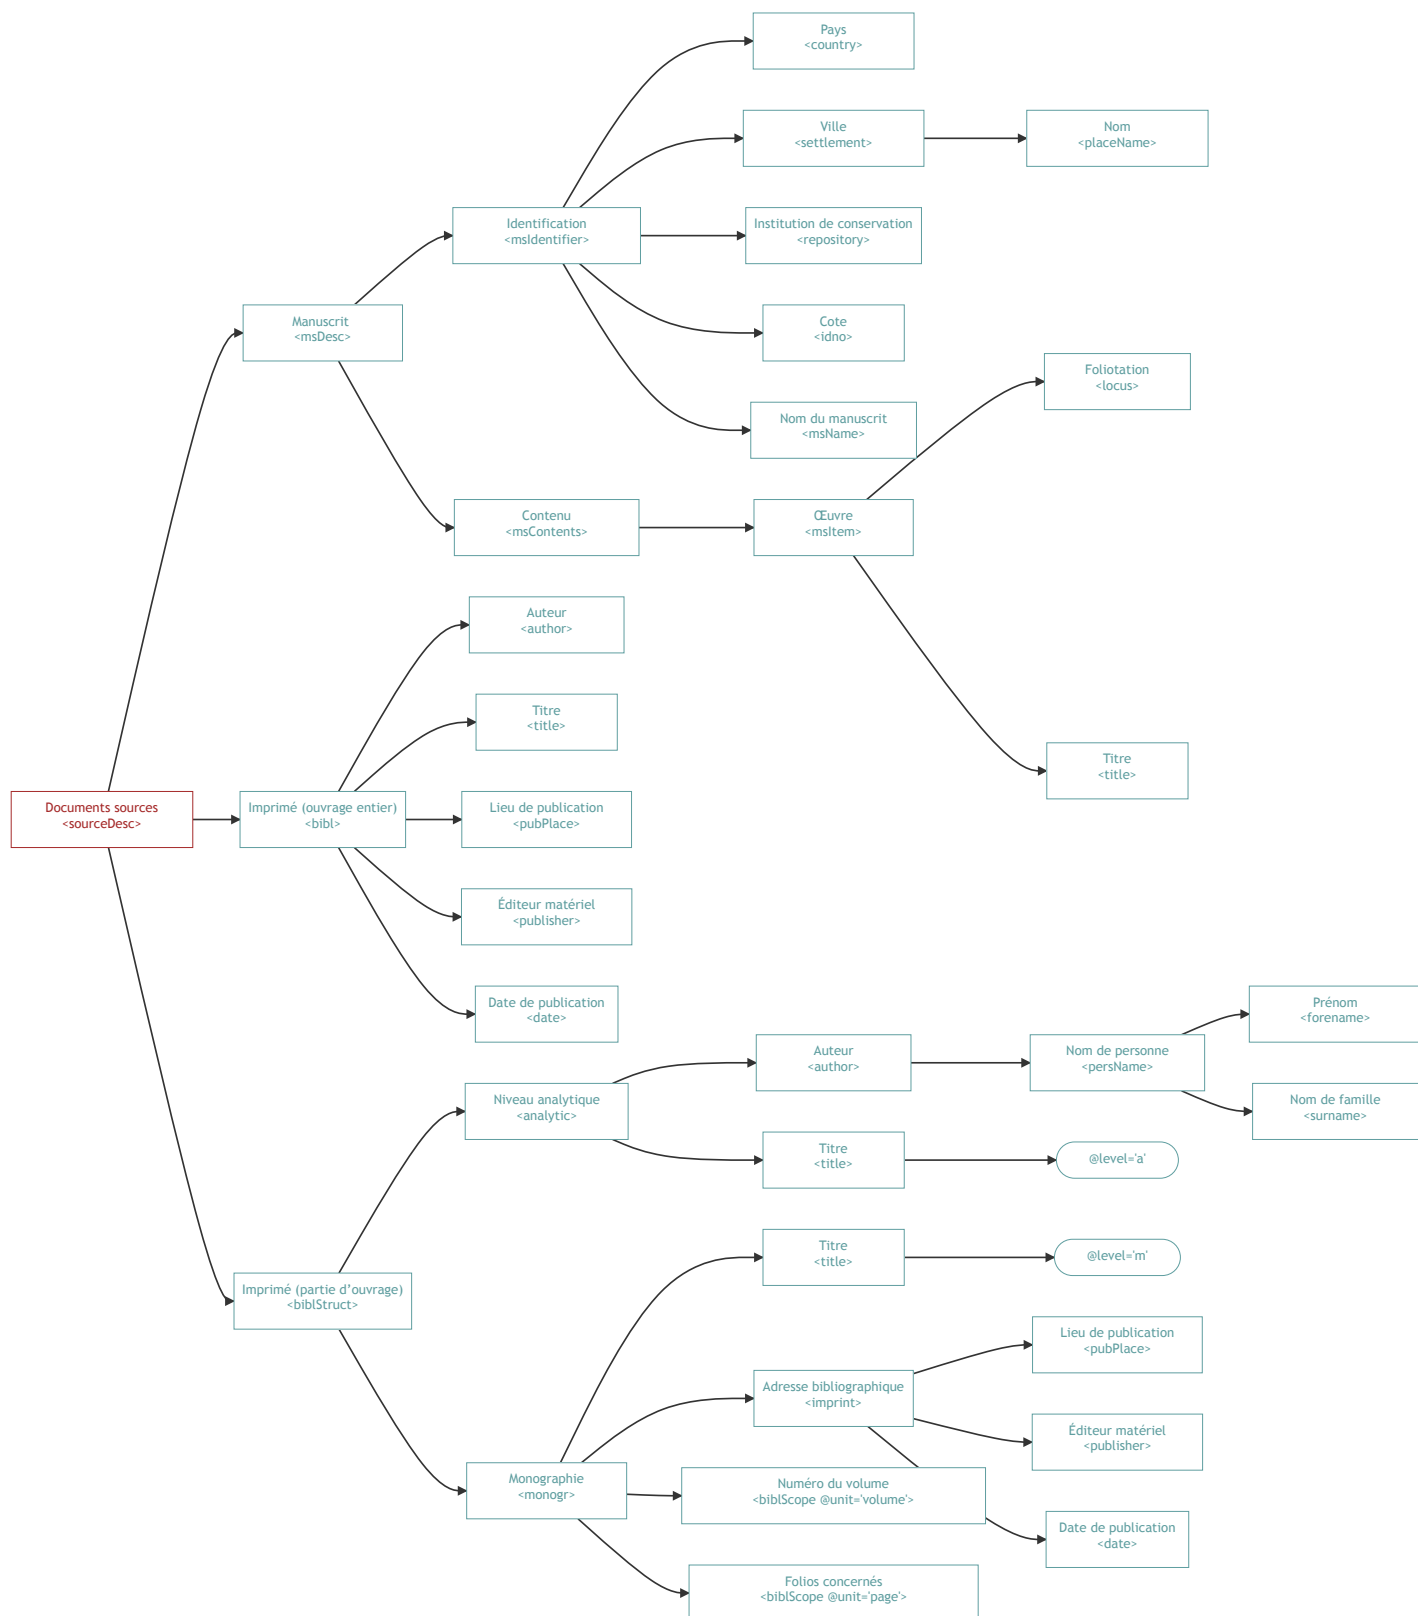 Pays
<country>
Ville
<settlement>
Nom
<placeName>
Identification
<msIdentifier>
Institution de conservation
<repository>
Manuscrit
<msDesc>
Cote
<idno>
Foliotation
<locus>
Nom du manuscrit
<msName>
Contenu
<msContents>
Œuvre
<msItem>
Auteur
<author>
Titre
<title>
Titre
<title>
Documents sources
<sourceDesc>
Imprimé (ouvrage entier)
<bibl>
Lieu de publication
<pubPlace>
Éditeur matériel
<publisher>
Date de publication
<date>
Prénom
<forename>
Auteur
<author>
Nom de personne
<persName>
Niveau analytique
<analytic>
Nom de famille
<surname>
Titre
<title>
@level='a'
Titre
<title>
@level='m'
Imprimé (partie d’ouvrage)
<biblStruct>
Lieu de publication
<pubPlace>
Adresse bibliographique
<imprint>
Éditeur matériel
<publisher>
Monographie
<monogr>
Numéro du volume
<biblScope @unit='volume'>
Date de publication
<date>
Folios concernés
<biblScope @unit='page'>